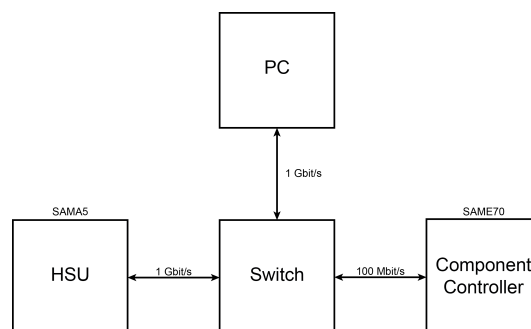 PC
1 Gbit/s
SAMA5
SAME70
HSU
1 Gbit/s
Switch
100 Mbit/s
Component
Controller